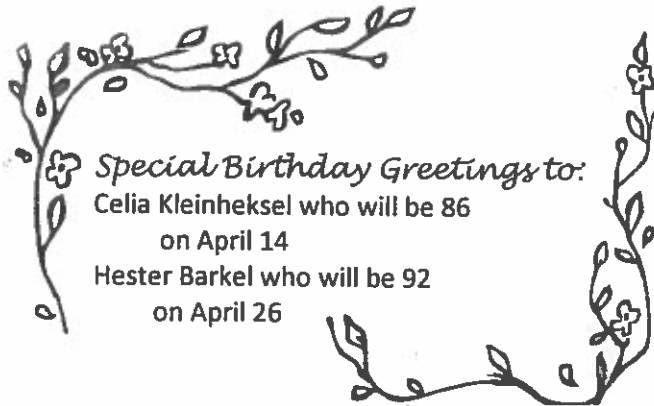 Special Birthday Greetings to:
Celia Kleinheksel who will be 86
on April 14
Hester Barkel who will be 92
on April 26